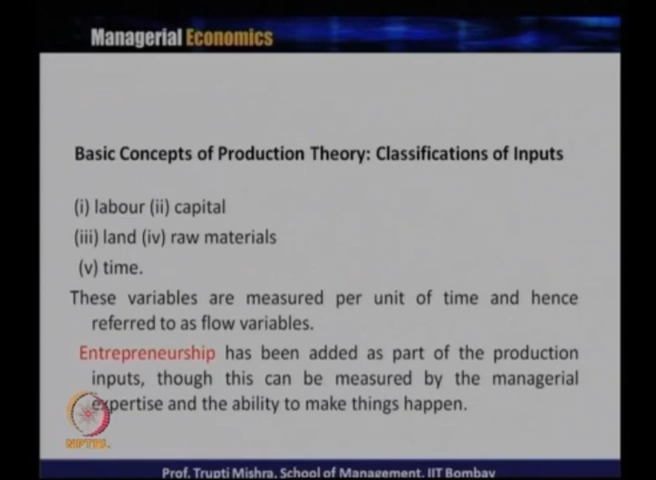 Managerial Economics
Basic Concepts of Production Theory: Classifications of Inputs
(i) labour (ii) capital
(iii) land (iv) raw materials
(v) time.
These variables are measured per unit of time and hence
referred to as flow variables.
Entrepreneurship has been added as part of the production
inputs, though this can be measured by the managerial
expertise and the ability to make things happen.
NPTEL
Prof. Trupti Mishra, School of Management, IIT Bombay